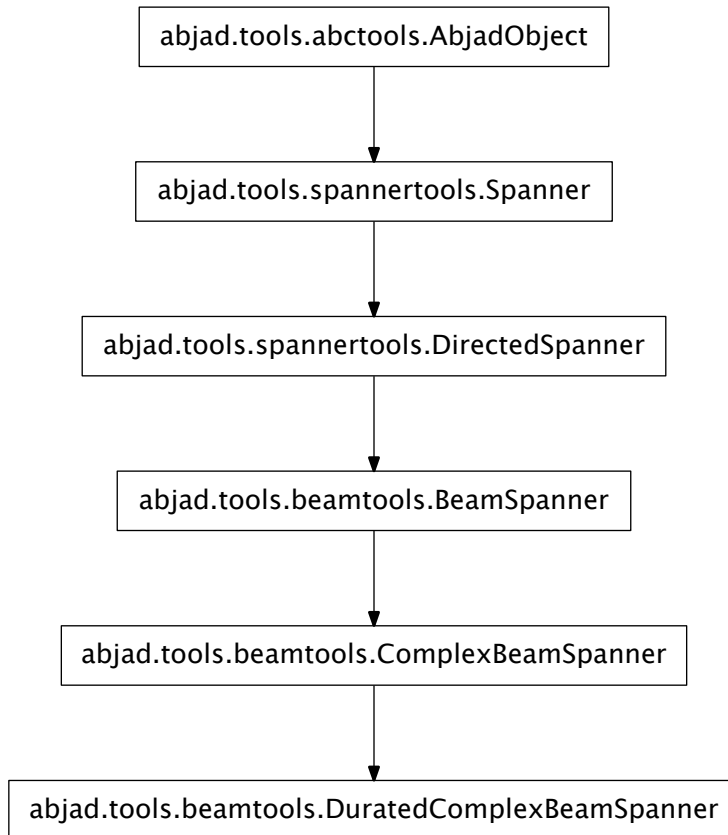 abjad.tools.abctools.AbjadObject
abjad.tools.spannertools.Spanner
abjad.tools.spannertools.DirectedSpanner
abjad.tools.beamtools.BeamSpanner
abjad.tools.beamtools.ComplexBeamSpanner
abjad.tools.beamtools.DuratedComplexBeamSpanner